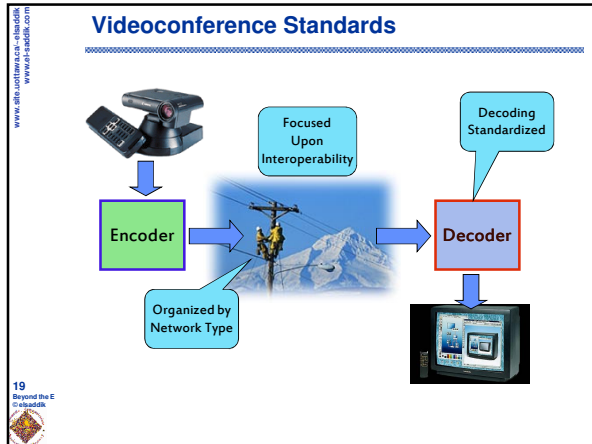 www.site.uottawa.ca/~elsaddik
www.el-saddik.com
Videoconference Standards
Focused
Upon
Interoperability
Decoding
Standardized
Encoder
Decoder
Organized by
Network Type
19
Beyond the E
© elsaddik